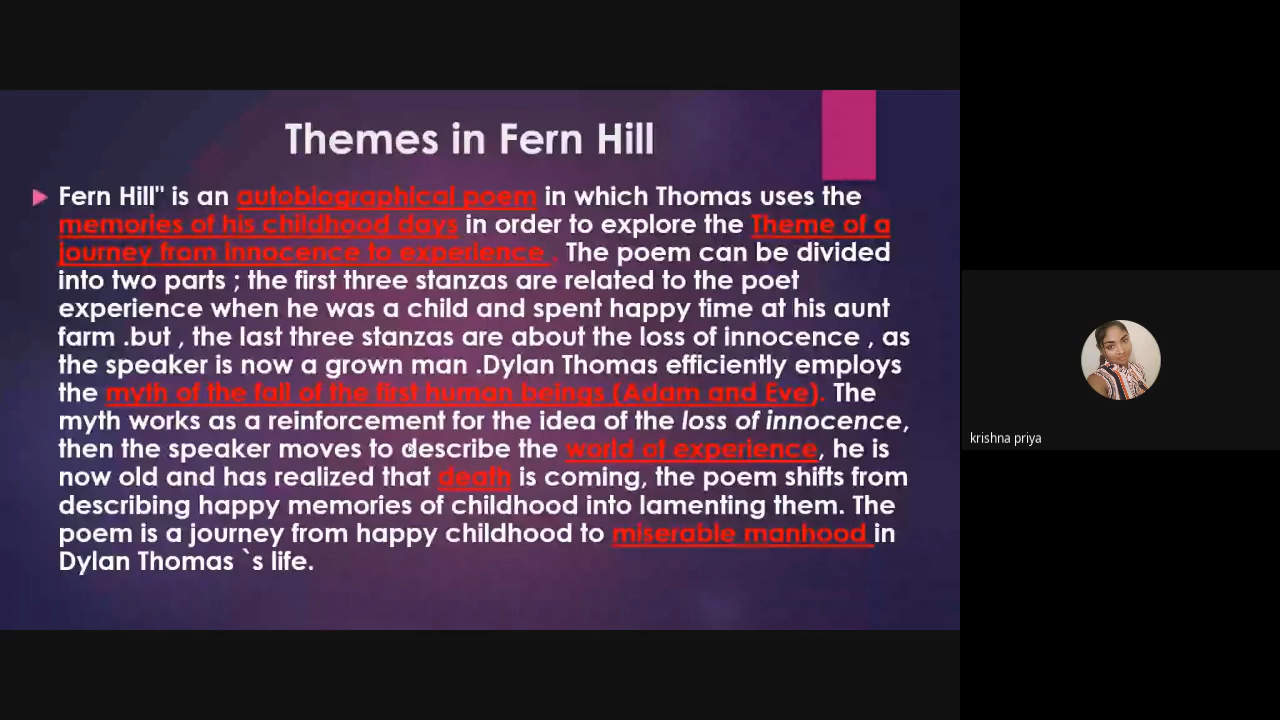 Themes in Fern Hill
Fern Hill" is an autobiographical poem in which Thomas uses the
memories of his childhood days in order to explore the Theme of a
journey from innocence to experience . The poem can be divided
into two parts ; the first three stanzas are related to the poet
experience when he was a child and spent happy time at his aunt
farm .but , the last three stanzas are about the loss of innocence , as
the speaker is now a grown man .Dylan Thomas efficiently employs
the myth of the fall of the first human beings (Adam and Eve). The
myth works as a reinforcement for the idea of the loss of innocence,
then the speaker moves to describe the world of experience, he is
now old and has realized that death is coming, the poem shifts from
describing happy memories of childhood into lamenting them. The
poem is a journey from happy childhood to miserable manhood in
Dylan Thomas `s life.
krishna priya